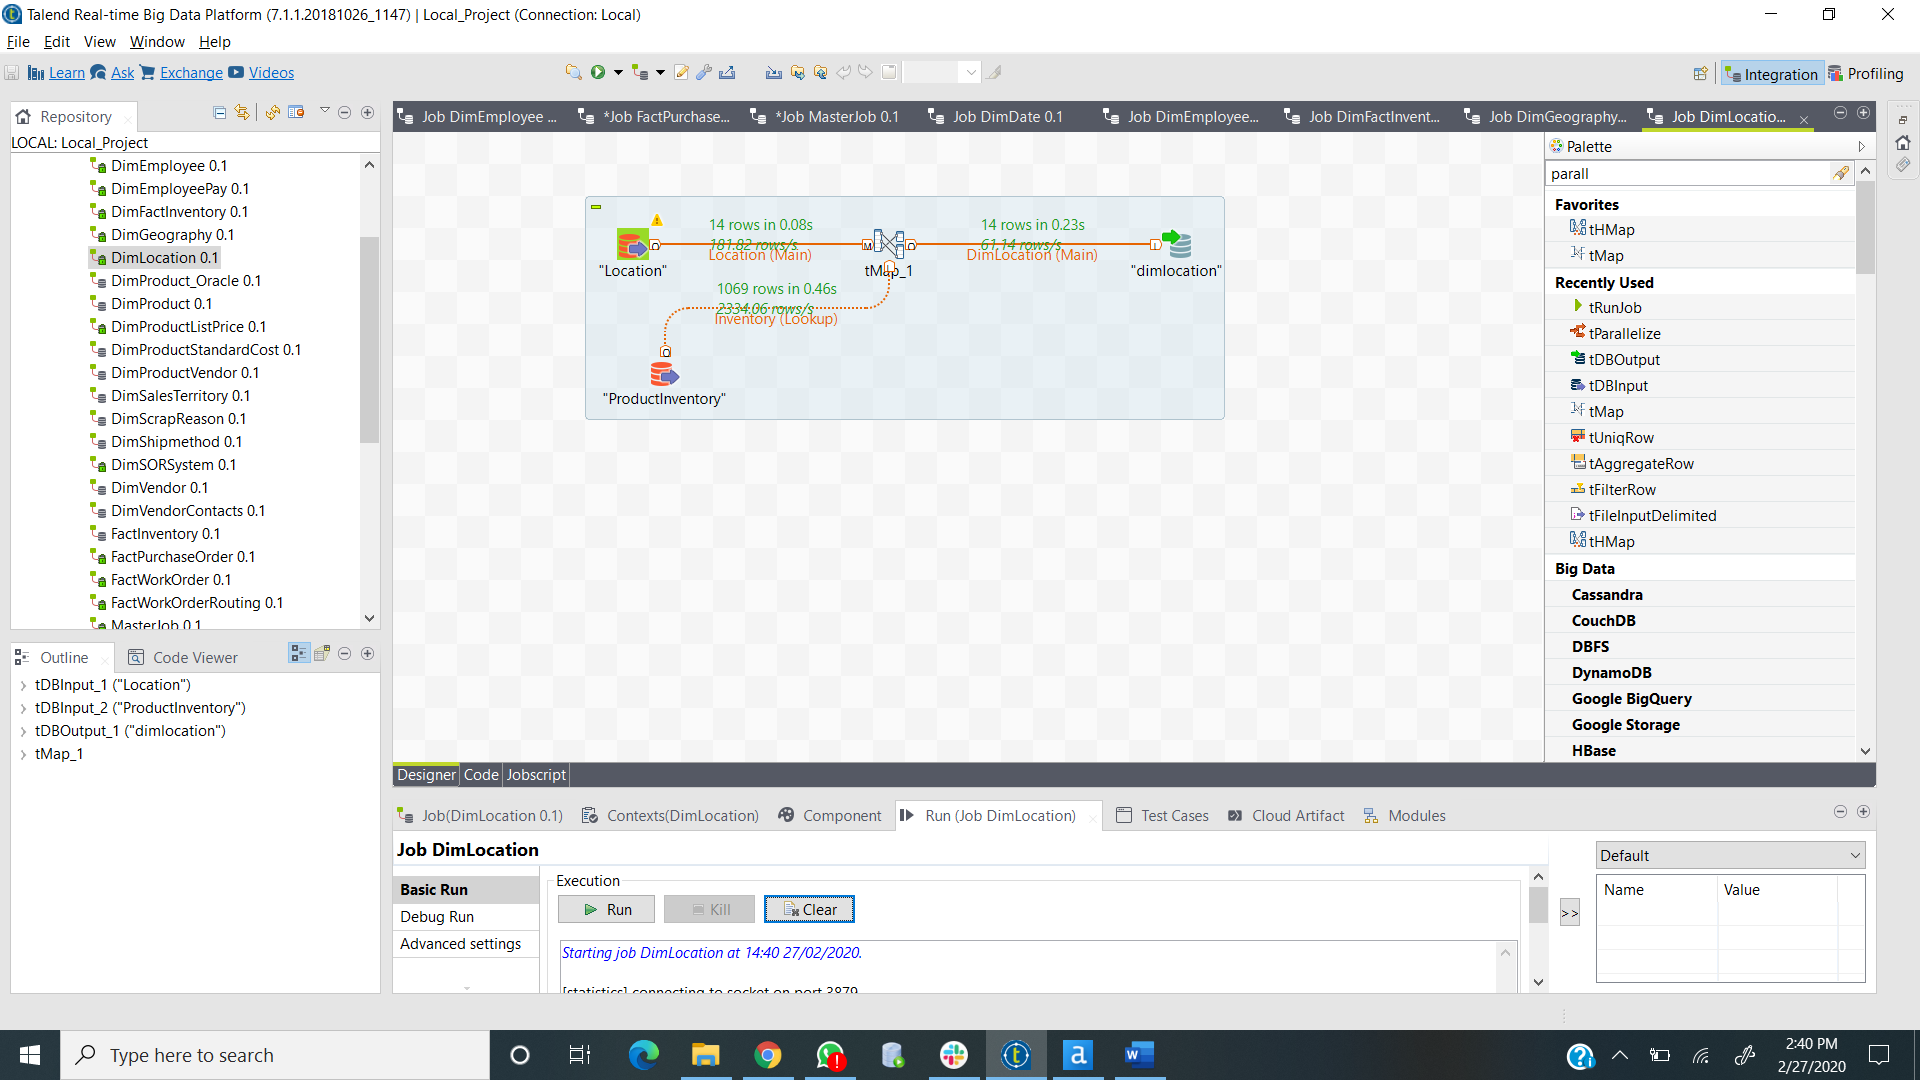 Talend Real-time Big Data Platform (7.1.1.20181026_1147) | Local_Project (Connection: Local)
File Edit View Window Help
Learn Ask Exchange Videos
Integration Profiling
Repository
LOCAL: Local_Project
DimEmployee 0.1
DimEmployeePay 0.1
DimFactInventory 0.1
DimGeography 0.1
DimLocation 0.1
DimProduct_Oracle 0.1
DimProduct 0.1
DimProductListPrice 0.1
DimProductStandardCost 0.1
DimProductVendor 0.1
DimSalesTerritory 0.1
DimScrapReason 0.1
DimShipmethod 0.1
DimSORSystem 0.1
DimVendor 0.1
DimVendorContacts 0.1
FactInventory 0.1
FactPurchaseOrder 0.1
FactWorkOrder 0.1
FactWorkOrderRouting 0.1
MasterJob 0.1
Outline Code Viewer
tDBInput_1 ("Location")
tDBInput_2 ("ProductInventory")
tDBOutput_1 ("dimlocation")
tMap_1
Job DimEmployee ... *Job FactPurchase... *Job MasterJob 0.1 Job DimDate 0.1 Job DimEmployee... Job DimFactInvent... Job DimGeography... Job DimLocatio...
14 rows in 0.08s
181.82 rows/s
Location (Main)
14 rows in 0.23s
61.14 rows/s
DimLocation (Main)
"Location"
tMap_1
"dimlocation"
1069 rows in 0.46s
2334.06 rows/s
Inventory (Lookup)
"ProductInventory"
Palette
parall
Favorites
tHMap
tMap
Recently Used
tRunJob
tParallelize
tDBOutput
tDBInput
tMap
tUniqRow
tAggregateRow
tFilterRow
tFileInputDelimited
tHMap
Big Data
Cassandra
CouchDB
DBFS
DynamoDB
Google BigQuery
Google Storage
HBase
Designer Code Jobscript
Job(DimLocation 0.1) Contexts(DimLocation) Component Run (Job DimLocation) Test Cases Cloud Artifact Modules
Job DimLocation
Basic Run
Debug Run
Advanced settings
Execution
Run Kill Clear
Starting job DimLocation at 14:40 27/02/2020.
[statistics] connecting to socket on port 3879
>>
Default
Name Value
Type here to search
2:40 PM
2/27/2020